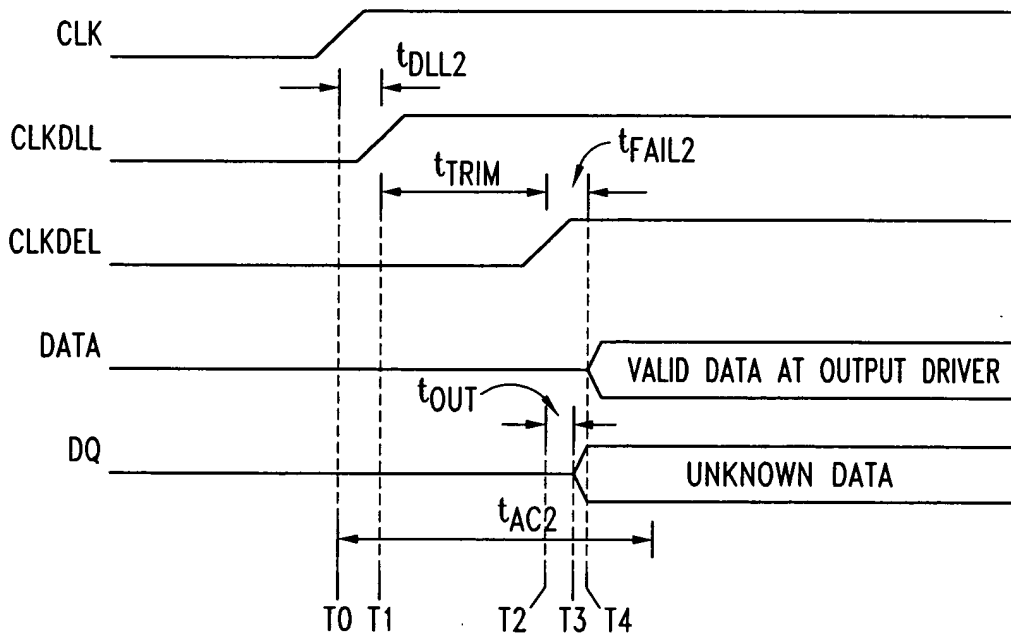 CLK
tDLL2
CLKDLL
tFAIL2
tTRIM
CLKDEL
DATA
VALID DATA AT OUTPUT DRIVER
tOUT
DQ
UNKNOWN DATA
tAC2
T0 T1 T2 T3 T4